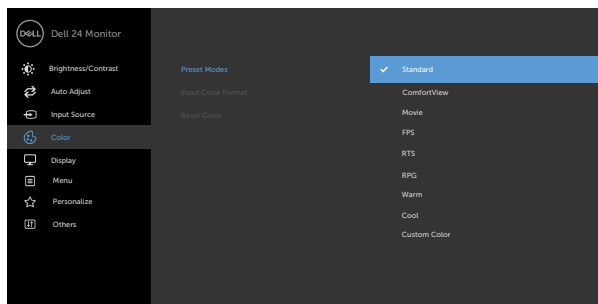 DELL Dell 24 Monitor
Brightness/Contrast
Auto Adjust
Input Source
Color
Display
Menu
Personalize
Others
Preset Modes
Input Color Format
Reset Color
Standard
ComfortView
Movie
FPS
RTS
RPG
Warm
Cool
Custom Color